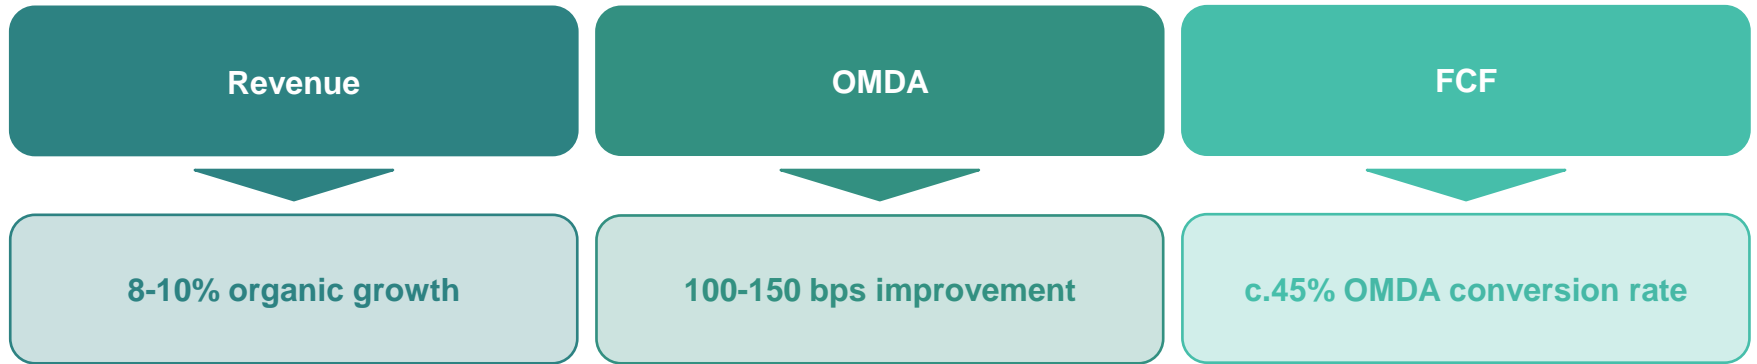 Revenue
OMDA
FCF
8-10% organic growth
100-150 bps improvement
c.45% OMDA conversion rate